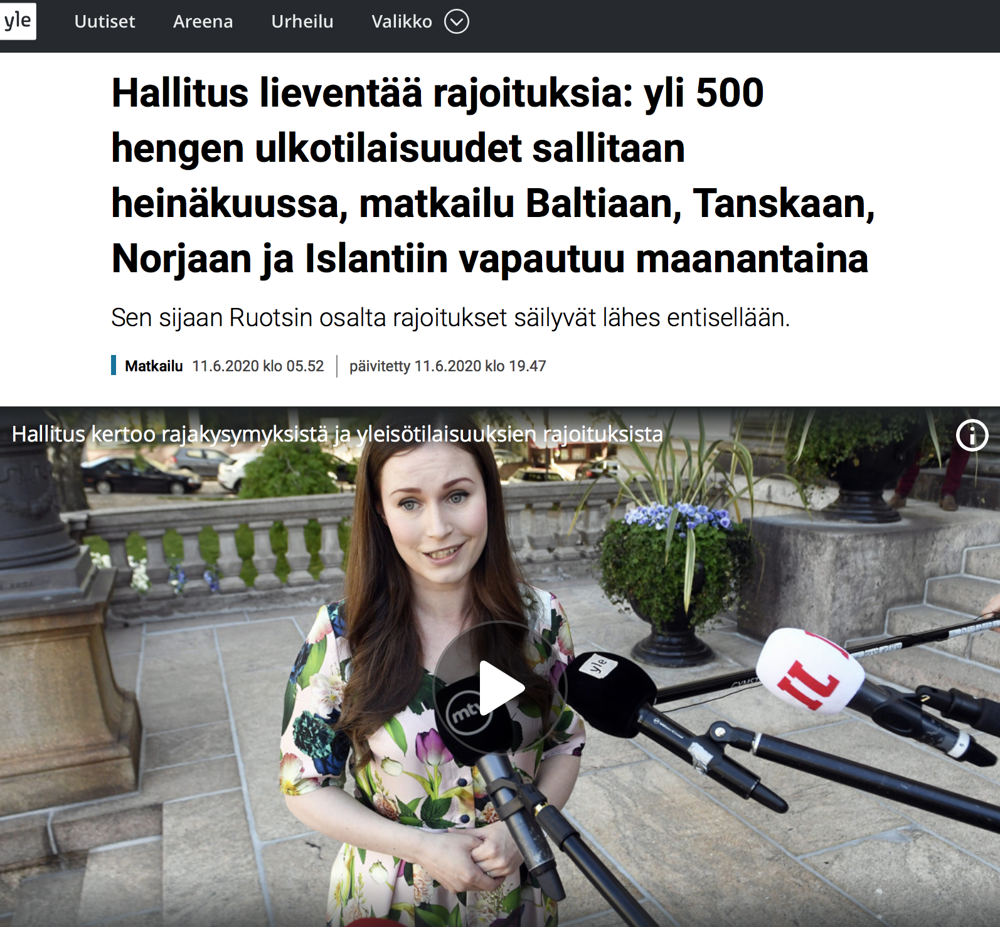 yle
Uutiset
Areena
Urheilu
Valikko
Hallitus lieventää rajoituksia: yli 500
hengen ulkotilaisuudet sallitaan
heinäkuussa, matkailu Baltiaan, Tanskaan,
Norjaan ja Islantiin vapautuu maanantaina
Sen sijaan Ruotsin osalta rajoitukset säilyvät lähes entisellään.
Matkailu 11.6.2020 klo 05.52 päivitetty 11.6.2020 klo 19.47
Hallitus kertoo rajakysymyksistä ja yleisötilaisuuksien rajoituksista
yle
mtv
IL